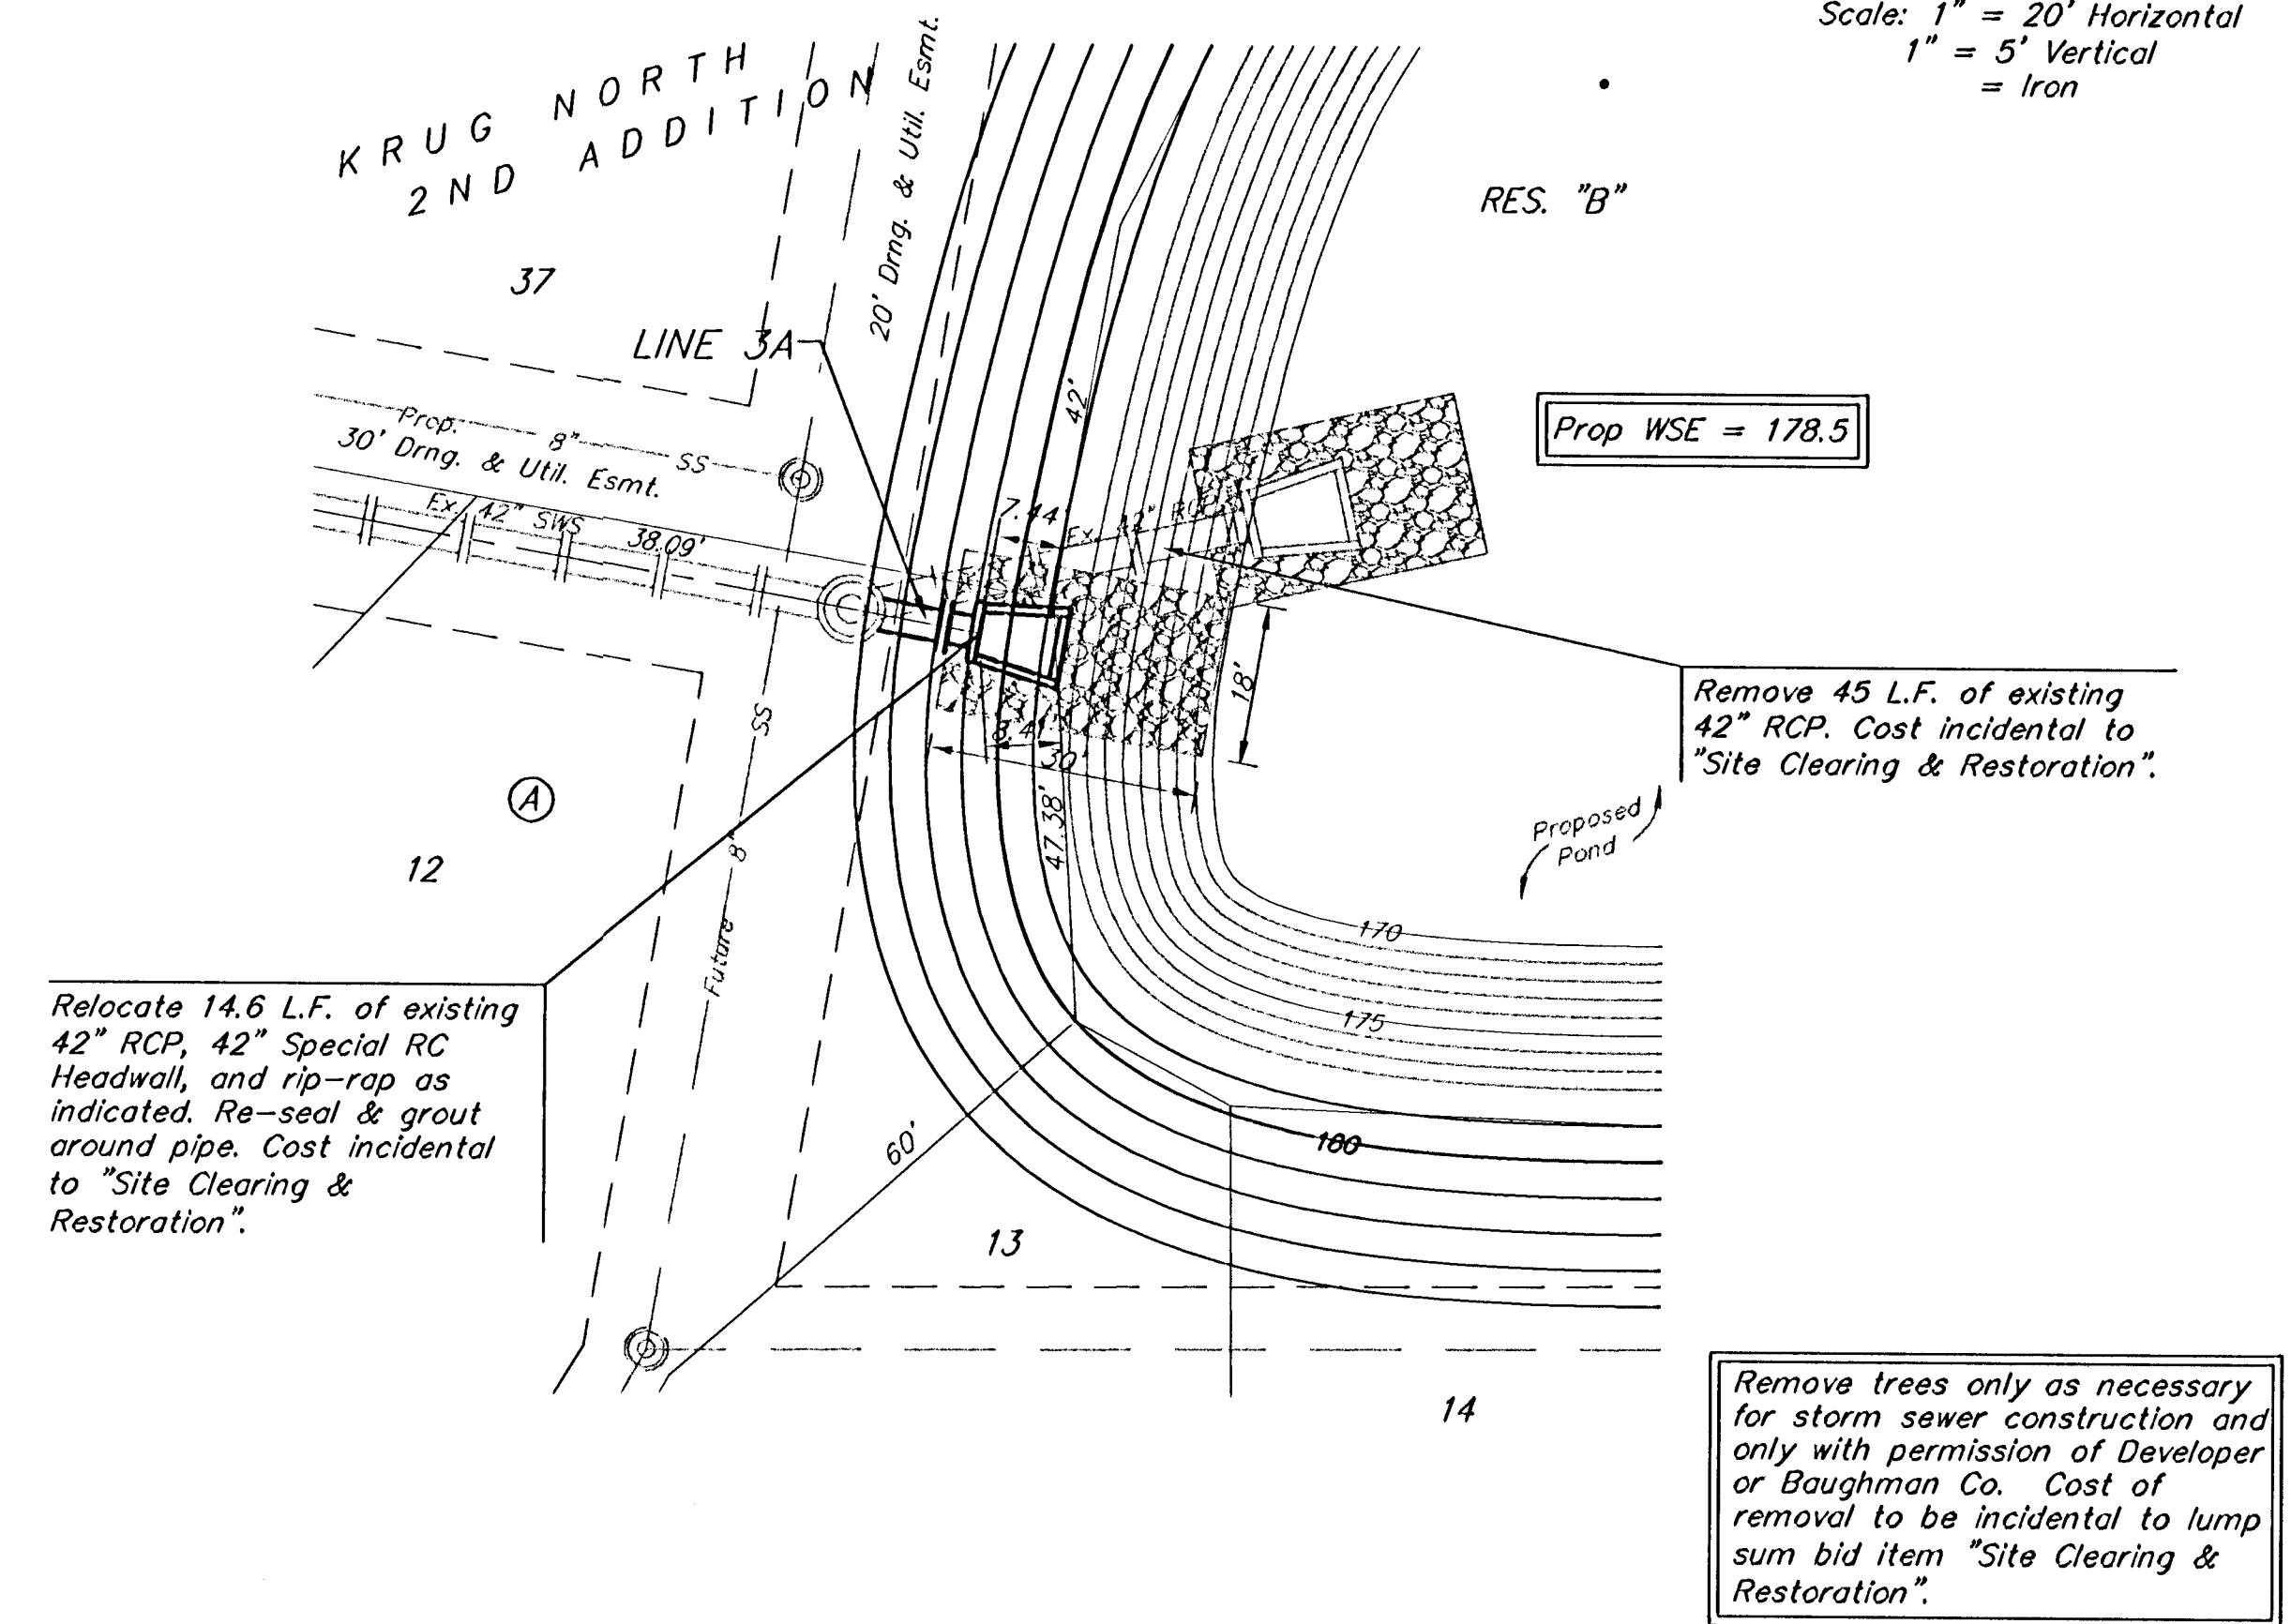 Scale: 1" = 20' Horizontal
1" = 5' Vertical
= Iron
KRUG NORTH
2ND ADDITION
20' Drng. & Util. Esmt.
RES. "B"
37
LINE 3A
42'
Prop WSE = 178.5
Prop. 8" SS
30' Drng. & Util. Esmt.
Ex. 42" SWS
38.09'
7.44'
Ex. 42" RCP
18'
Remove 45 L.F. of existing
42" RCP. Cost incidental to
"Site Clearing & Restoration".
8.41'
30'
47.38'
Proposed
Pond
A
12
Future 8" SS
170
175
180
Relocate 14.6 L.F. of existing
42" RCP, 42" Special RC
Headwall, and rip-rap as
indicated. Re-seal & grout
around pipe. Cost incidental
to "Site Clearing &
Restoration".
60'
13
14
Remove trees only as necessary
for storm sewer construction and
only with permission of Developer
or Baughman Co. Cost of
removal to be incidental to lump
sum bid item "Site Clearing &
Restoration".